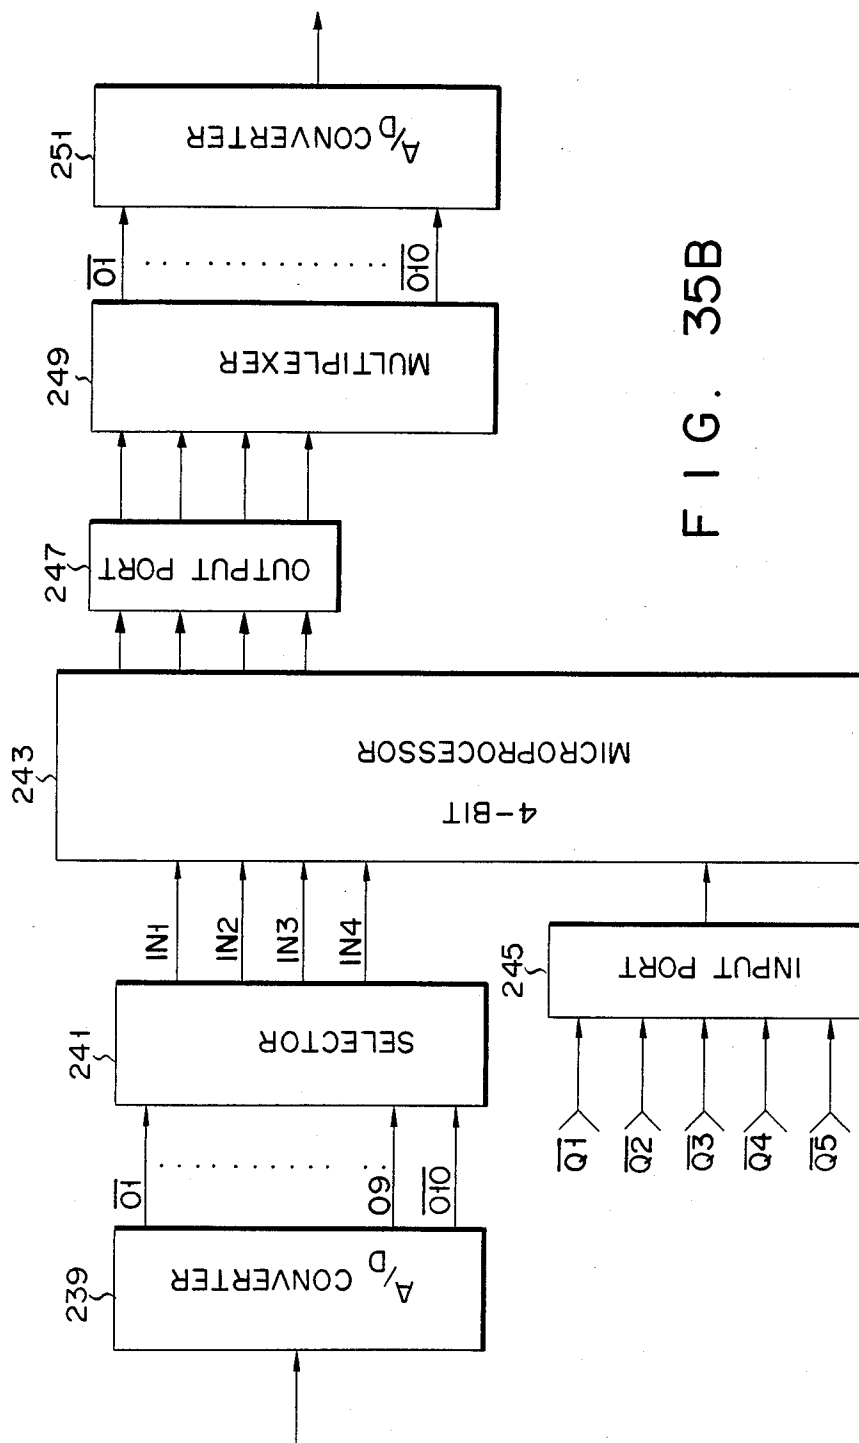 239
A/D CONVERTER
O1
O9
O10
241
SELECTOR
IN1
IN2
IN3
IN4
243
4-BIT
MICROPROCESSOR
245
INPUT PORT
Q1
Q2
Q3
Q4
Q5
247
OUTPUT PORT
249
MULTIPLEXER
O1
O10
251
A/D CONVERTER
FIG. 35B